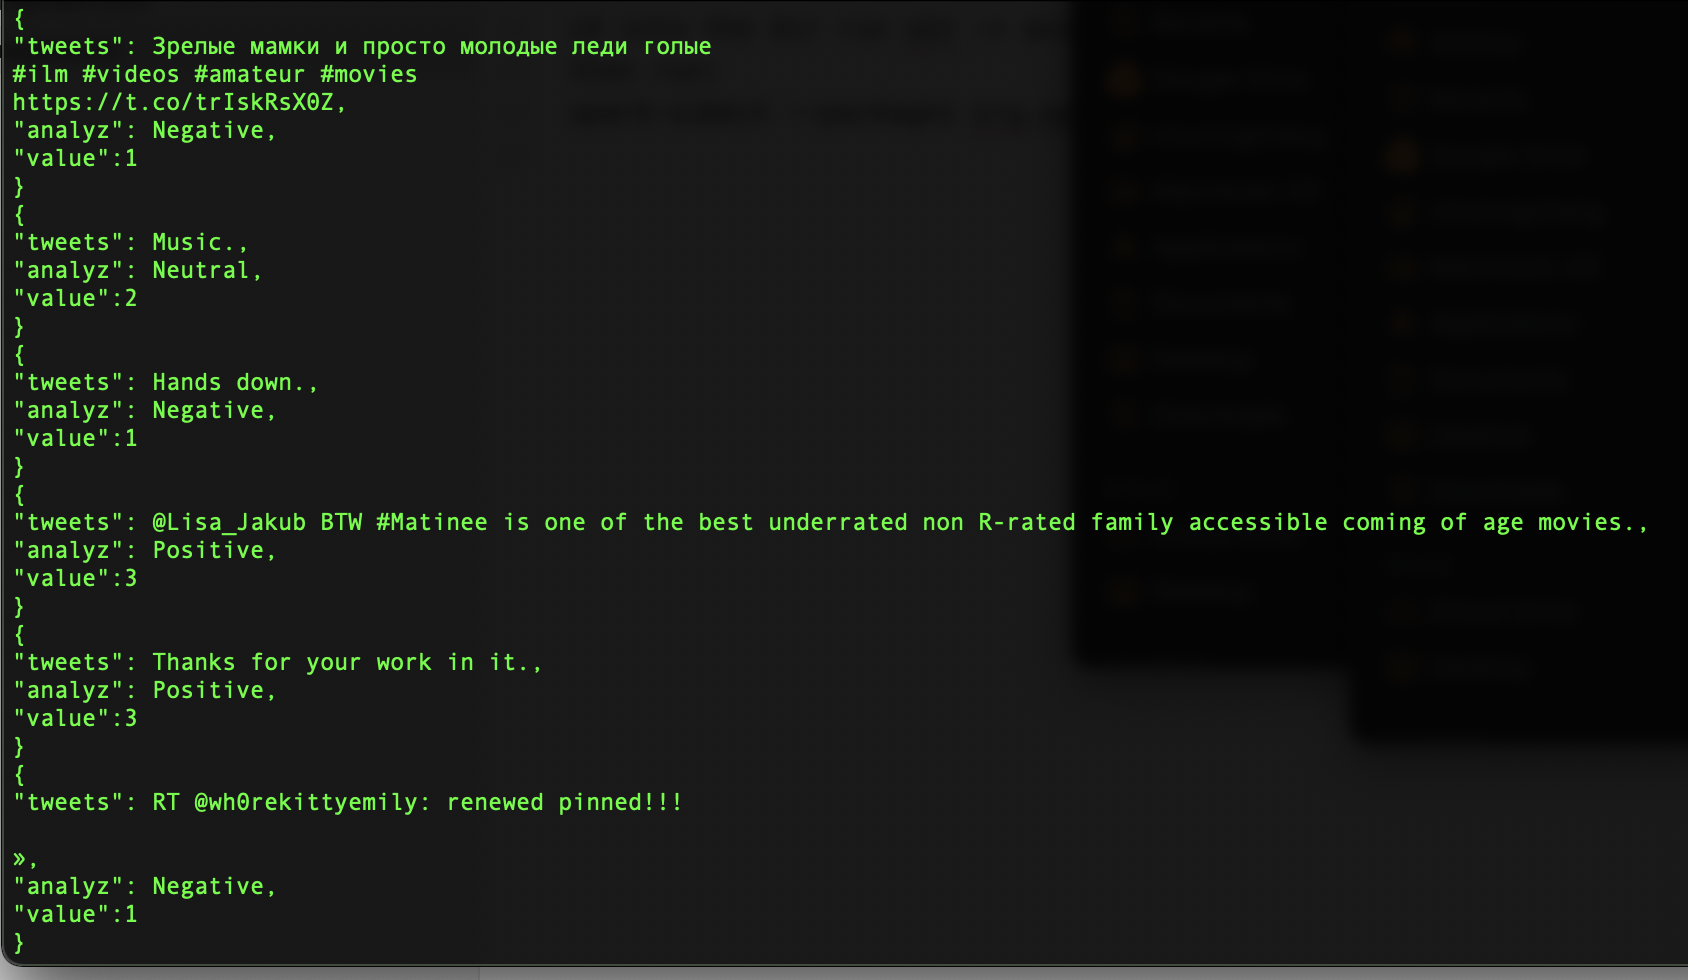 {
"tweets": Зрелые мамки и просто молодые леди голые
#ilm #videos #amateur #movies
https://t.co/trIskRsX0Z,
"analyz": Negative,
"value":1
}
{
"tweets": Music.,
"analyz": Neutral,
"value":2
}
{
"tweets": Hands down.,
"analyz": Negative,
"value":1
}
{
"tweets": @Lisa_Jakub BTW #Matinee is one of the best underrated non R-rated family accessible coming of age movies.,
"analyz": Positive,
"value":3
}
{
"tweets": Thanks for your work in it.,
"analyz": Positive,
"value":3
}
{
"tweets": RT @wh0rekittyemily: renewed pinned!!!
»,
"analyz": Negative,
"value":1
}